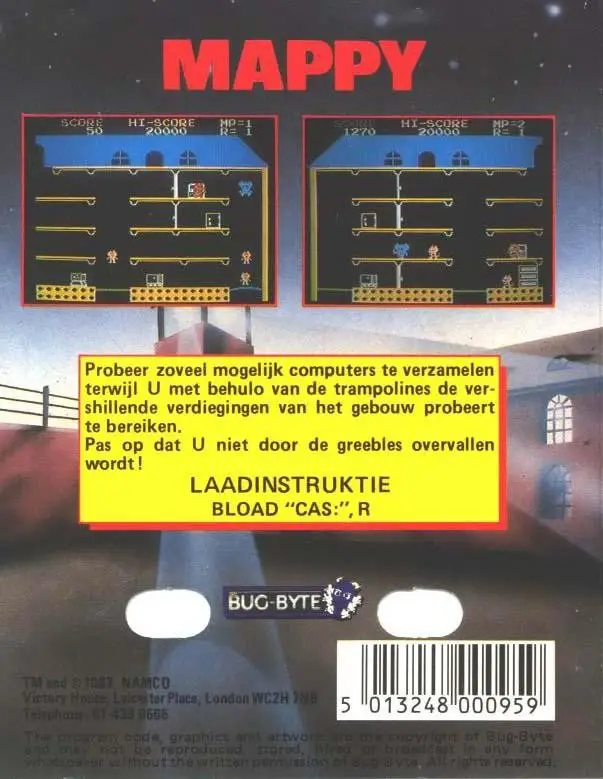 MAPPY
SCORE HI-SCORE MP=1
50 20000 R= 1
SCORE HI-SCORE MP=2
1270 20000 R= 1
Probeer zoveel mogelijk computers te verzamelen
terwijl U met behulo van de trampolines de ver-
shillende verdiegingen van het gebouw probeert
te bereiken.
Pas op dat U niet door de greebles overvallen
wordt!
LAADINSTRUKTIE
BLOAD "CAS:", R
BUG-BYTE
TM and © 1983, NAMCO
Victory House, Leicester Place, London WC2H 7NB
Telephone: 01-439 0666
5 013248 000959
The program code, graphics and artwork are the copyright of Bug-Byte
and may not be reproduced, stored, hired or broadcast in any form
whatsoever without the written permission of Bug-Byte. All rights reserved.